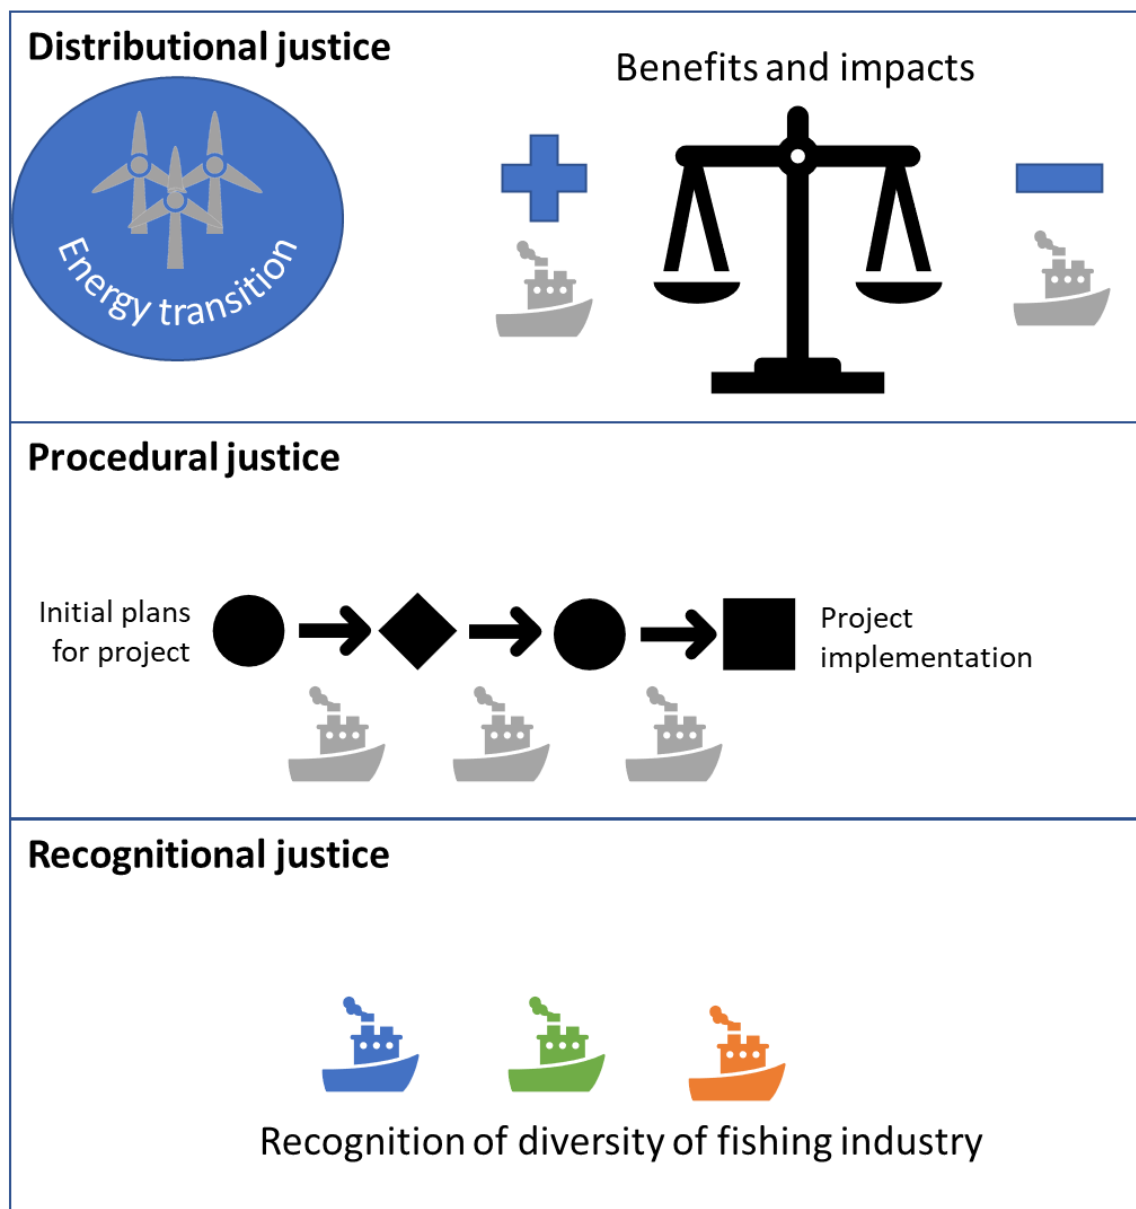 Distributional justice
Benefits and impacts
Energy transition
Procedural justice
Initial plans
for project
Project
implementation
Recognitional justice
Recognition of diversity of fishing industry